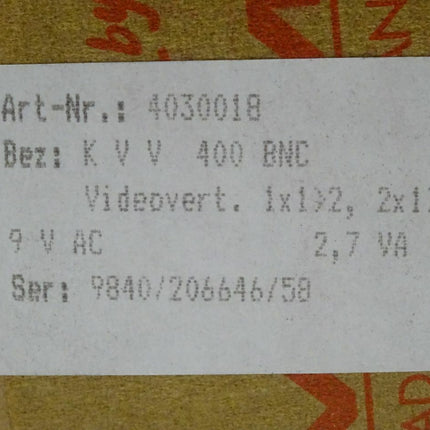 Art-Nr.: 4030018
Bez: K V V 400 BNC
Videovert. 1x1>2, 2x1
9 V AC 2,7 VA
Ser: 9840/206646/58